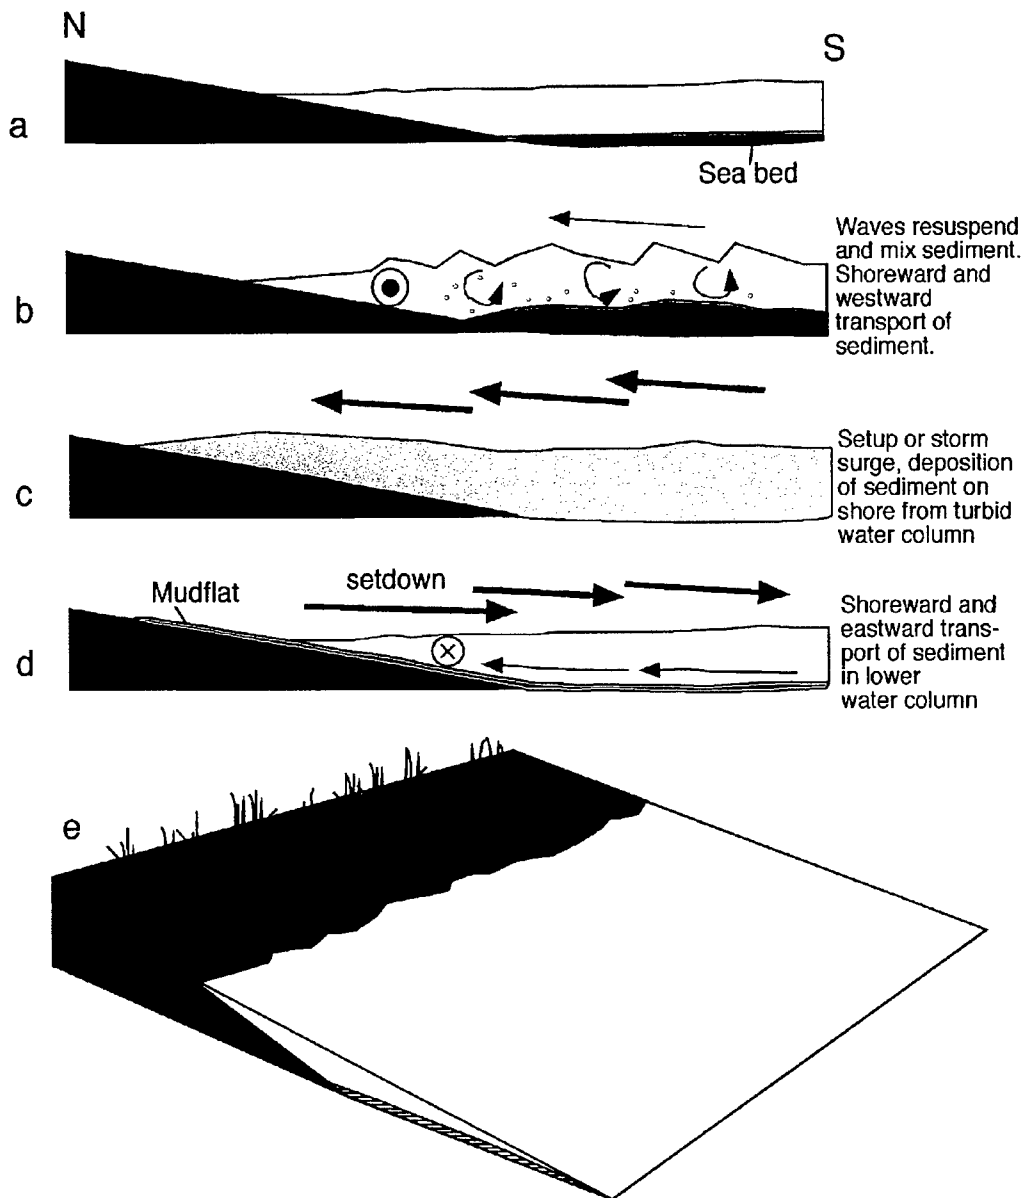 N
S
a
Sea bed
b
Waves resuspend
and mix sediment.
Shoreward and
westward
transport of
sediment.
c
Setup or storm
surge, deposition
of sediment on
shore from turbid
water column
d
Mudflat
setdown
Shoreward and
eastward trans-
port of sediment
in lower
water column
e